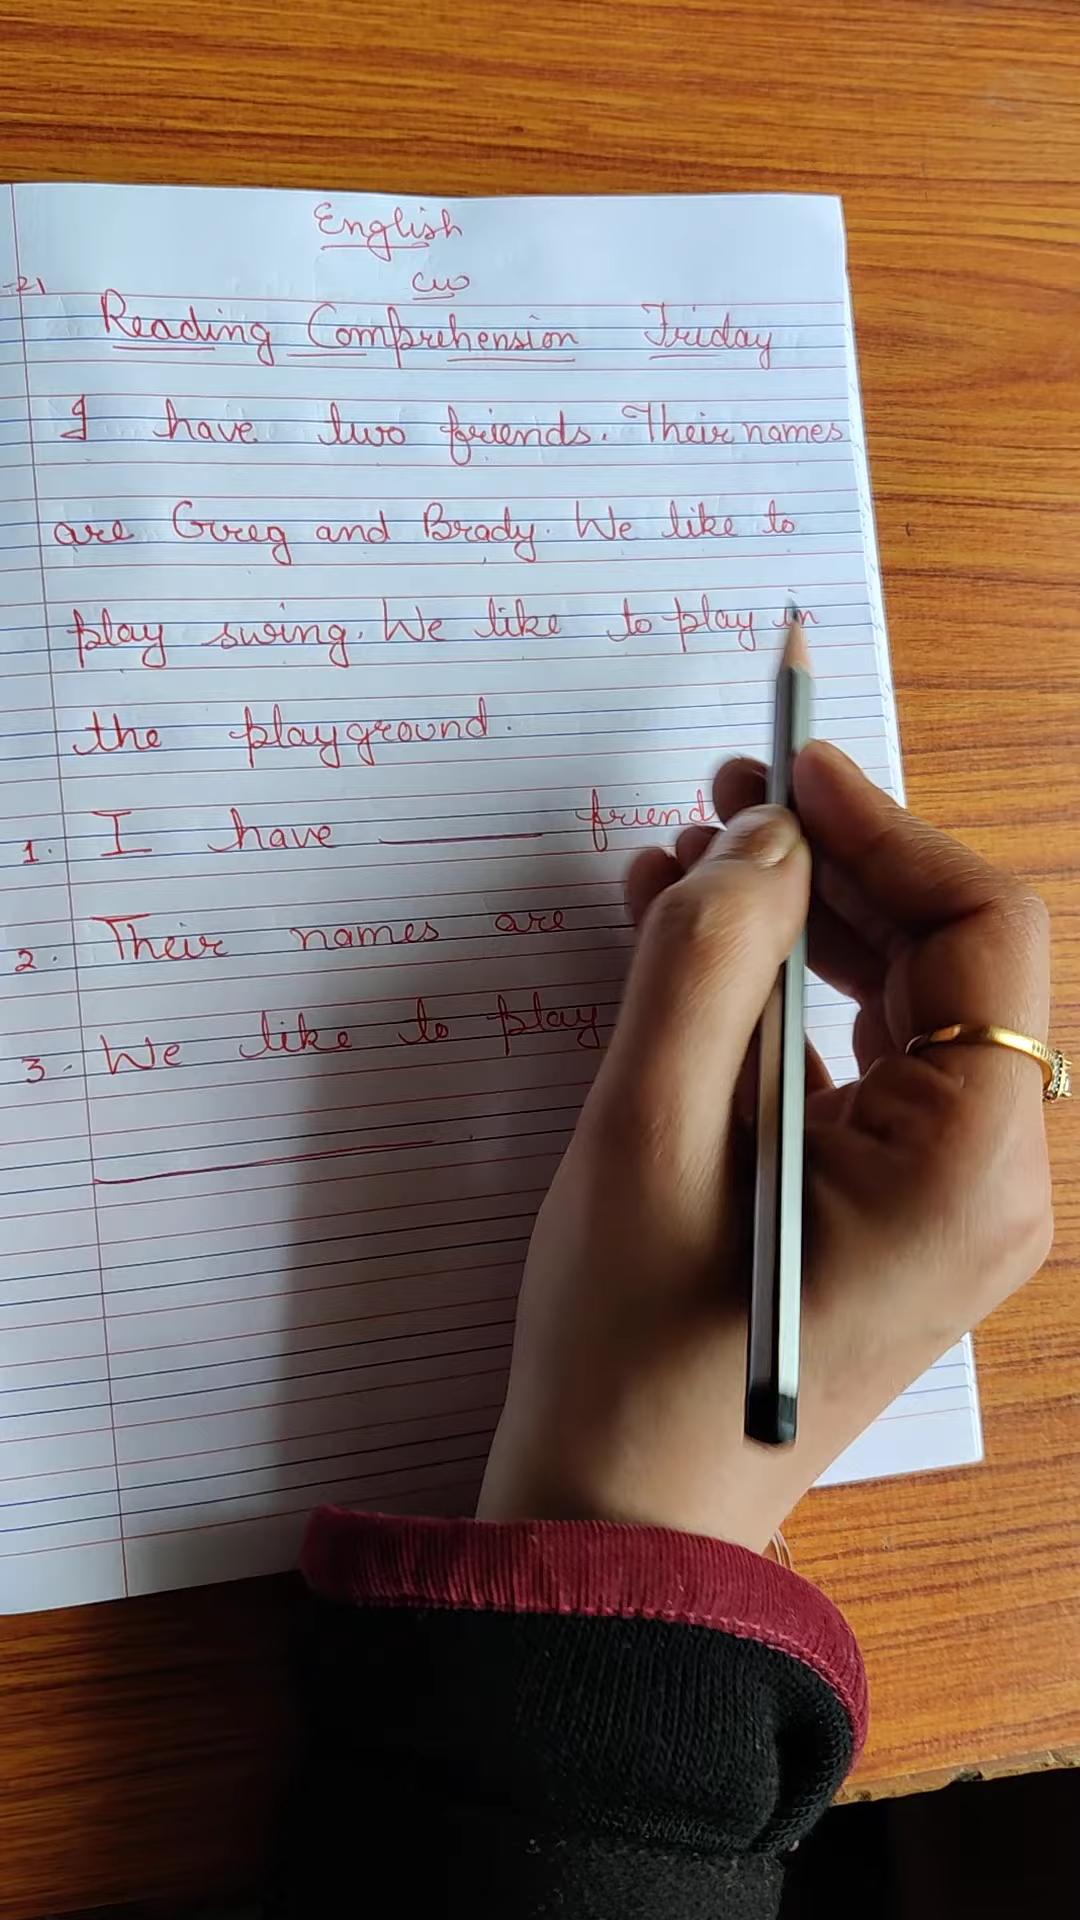 English
CW
Reading Comprehension Friday
I have two friends. Their names
are Greg and Brady. We like to
play swing. We like to play in
the playground.
1. I have ______ friend
2. Their names are
3. We like to play
______